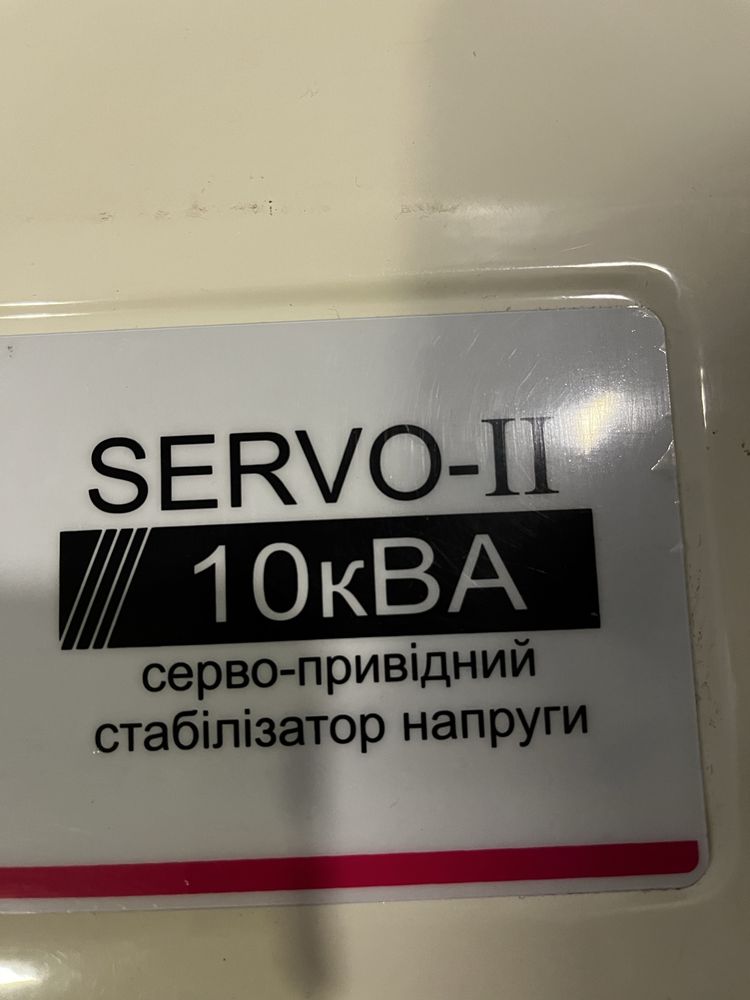 SERVO-II
10кВА
серво-привідний
стабілізатор напруги